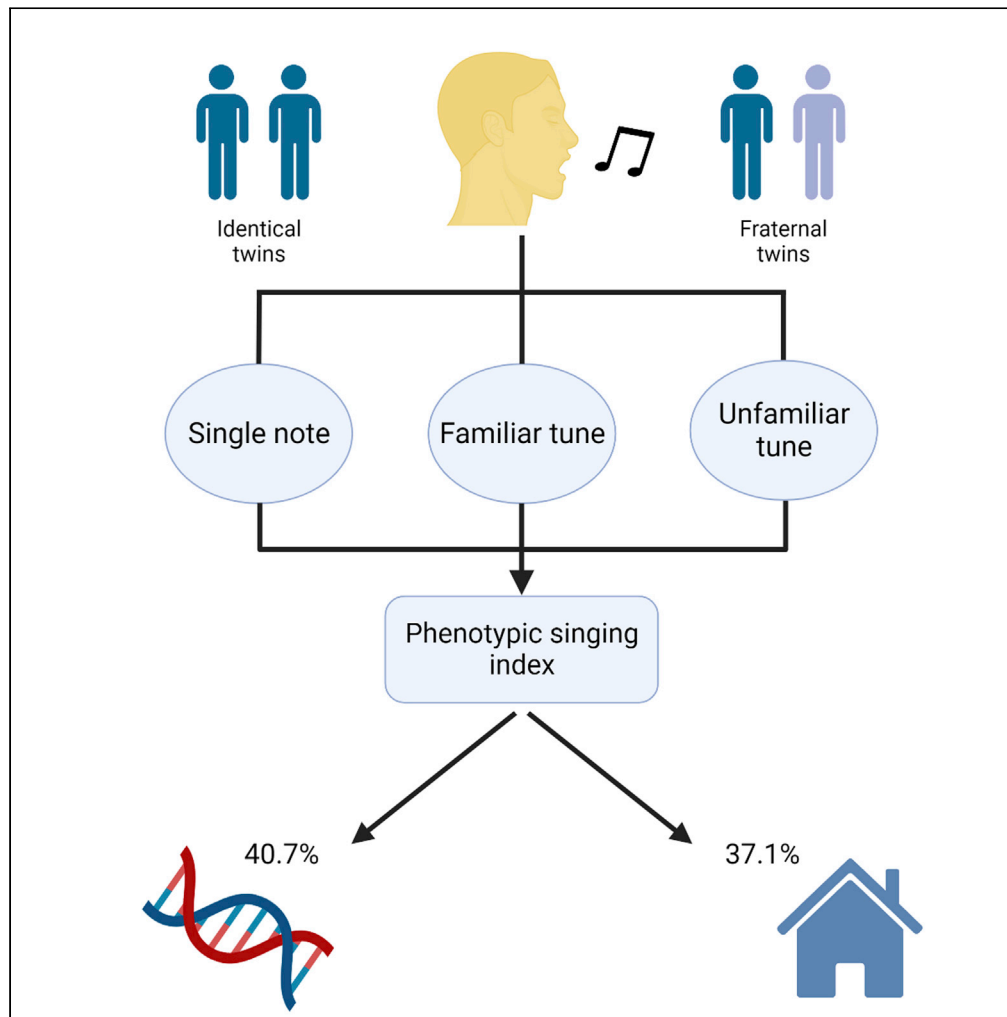 Identical
twins
Fraternal
twins
Single note
Familiar tune
Unfamiliar
tune
Phenotypic singing
index
40.7%
37.1%